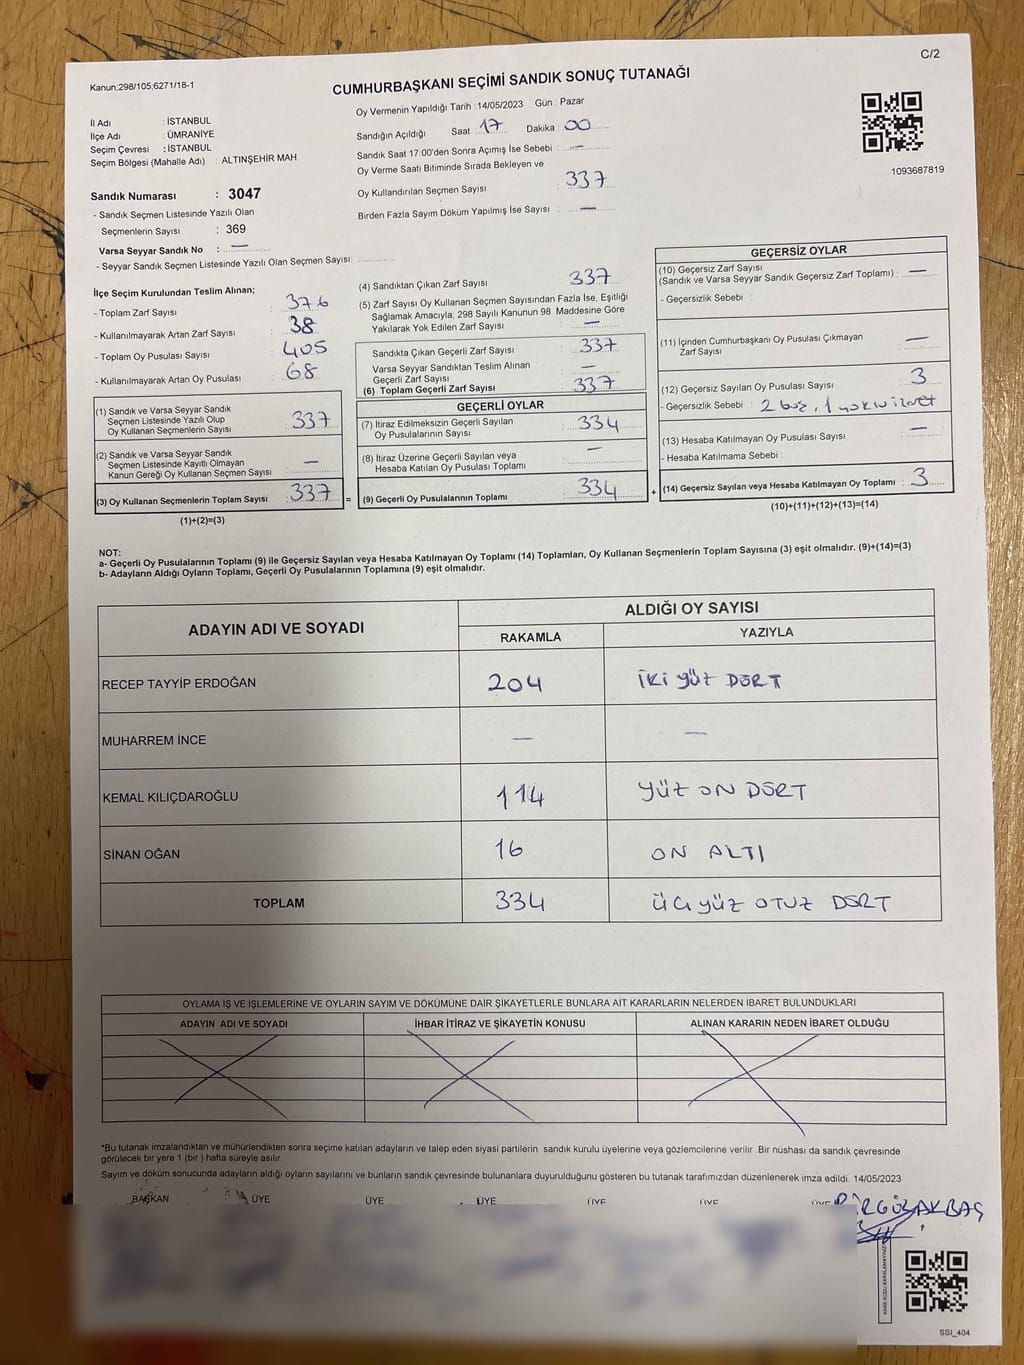 C/2
Kanun;298/105;6271/18-1
CUMHURBAŞKANI SEÇİMİ SANDIK SONUÇ TUTANAĞI
Oy Vermenin Yapıldığı Tarih : 14/05/2023 Gün : Pazar
İl Adı : İSTANBUL
İlçe Adı : ÜMRANİYE
Seçim Çevresi : İSTANBUL
Seçim Bölgesi (Mahalle Adı) : ALTINŞEHİR MAH.
Sandığın Açıldığı Saat : 17 Dakika : 00
Sandık Saat 17:00'den Sonra Açımış İse Sebebi : —
Oy Verme Saati Bitiminde Sırada Bekleyen ve
Oy Kullandırılan Seçmen Sayısı : 337
Birden Fazla Sayım Döküm Yapılmış İse Sayısı : —
1093687819
Sandık Numarası : 3047
- Sandık Seçmen Listesinde Yazılı Olan
Seçmenlerin Sayısı : 369
Varsa Seyyar Sandık No : —
- Seyyar Sandık Seçmen Listesinde Yazılı Olan Seçmen Sayısı:
İlçe Seçim Kurulundan Teslim Alınan;
- Toplam Zarf Sayısı : 376
- Kullanılmayarak Artan Zarf Sayısı : 38
- Toplam Oy Pusulası Sayısı : 405
- Kullanılmayarak Artan Oy Pusulası : 68
(1) Sandık ve Varsa Seyyar Sandık
Seçmen Listesinde Yazılı Olup
Oy Kullanan Seçmenlerin Sayısı : 337
(2) Sandık ve Varsa Seyyar Sandık
Seçmen Listesinde Kayıtlı Olmayan
Kanun Gereği Oy Kullanan Seçmen Sayısı : —
(3) Oy Kullanan Seçmenlerin Toplam Sayısı : 337 =
(1)+(2)=(3)
(4) Sandıktan Çıkan Zarf Sayısı : 337
(5) Zarf Sayısı Oy Kullanan Seçmen Sayısından Fazla İse, Eşitliği
Sağlamak Amacıyla; 298 Sayılı Kanunun 98. Maddesine Göre
Yakılarak Yok Edilen Zarf Sayısı : —
Sandıkta Çıkan Geçerli Zarf Sayısı : 337
Varsa Seyyar Sandıktan Teslim Alınan
Geçerli Zarf Sayısı : —
(6) Toplam Geçerli Zarf Sayısı : 337
GEÇERLİ OYLAR
(7) İtiraz Edilmeksizin Geçerli Sayılan
Oy Pusulalarının Sayısı : 334
(8) İtiraz Üzerine Geçerli Sayılan veya
Hesaba Katılan Oy Pusulası Toplamı : —
(9) Geçerli Oy Pusulalarının Toplamı : 334 +
GEÇERSİZ OYLAR
(10) Geçersiz Zarf Sayısı
(Sandık ve Varsa Seyyar Sandık Geçersiz Zarf Toplamı) : —
- Geçersizlik Sebebi :
(11) İçinden Cumhurbaşkanı Oy Pusulası Çıkmayan
Zarf Sayısı : —
(12) Geçersiz Sayılan Oy Pusulası Sayısı : 3
- Geçersizlik Sebebi : 2 boş, 1
(13) Hesaba Katılmayan Oy Pusulası Sayısı : —
- Hesaba Katılmama Sebebi :
(14) Geçersiz Sayılan veya Hesaba Katılmayan Oy Toplamı : 3
(10)+(11)+(12)+(13)=(14)
NOT:
a- Geçerli Oy Pusulalarının Toplamı (9) ile Geçersiz Sayılan veya Hesaba Katılmayan Oy Toplamı (14) Toplamları, Oy Kullanan Seçmenlerin Toplam Sayısına (3) eşit olmalıdır. (9)+(14)=(3)
b- Adayların Aldığı Oyların Toplamı, Geçerli Oy Pusulalarının Toplamına (9) eşit olmalıdır.
ADAYIN ADI VE SOYADI
ALDIĞI OY SAYISI
RAKAMLA YAZIYLA
RECEP TAYYİP ERDOĞAN 204 İKİ yüz DÖRT
MUHARREM İNCE — —
KEMAL KILIÇDAROĞLU 114 yüz ON DÖRT
SİNAN OĞAN 16 ON ALTI
TOPLAM 334 ÜÇ yüz OTUZ DÖRT
OYLAMA İŞ VE İŞLEMLERİNE VE OYLARIN SAYIM VE DÖKÜMÜNE DAİR ŞİKAYETLERLE BUNLARA AİT KARARLARIN NELERDEN İBARET BULUNDUKLARI
ADAYIN ADI VE SOYADI İHBAR İTİRAZ VE ŞİKAYETİN KONUSU ALINAN KARARIN NEDEN İBARET OLDUĞU
*Bu tutanak imzalandıktan ve mühürlendikten sonra seçime katılan adayların ve talep eden siyasi partilerin sandık kurulu üyelerine veya gözlemcilerine verilir. Bir nüshası da sandık çevresinde
görülecek bir yere 1 (bir ) hafta süreyle asılır.
Sayım ve döküm sonucunda adayların aldığı oyların sayılarını ve bunların sandık çevresinde bulunanlara duyurulduğunu gösteren bu tutanak tarafımızdan düzenlenerek imza edildi. 14/05/2023
BAŞKAN ÜYE ÜYE ÜYE ÜYE ÜYE ÜYE
AKBAŞ
SSI_404